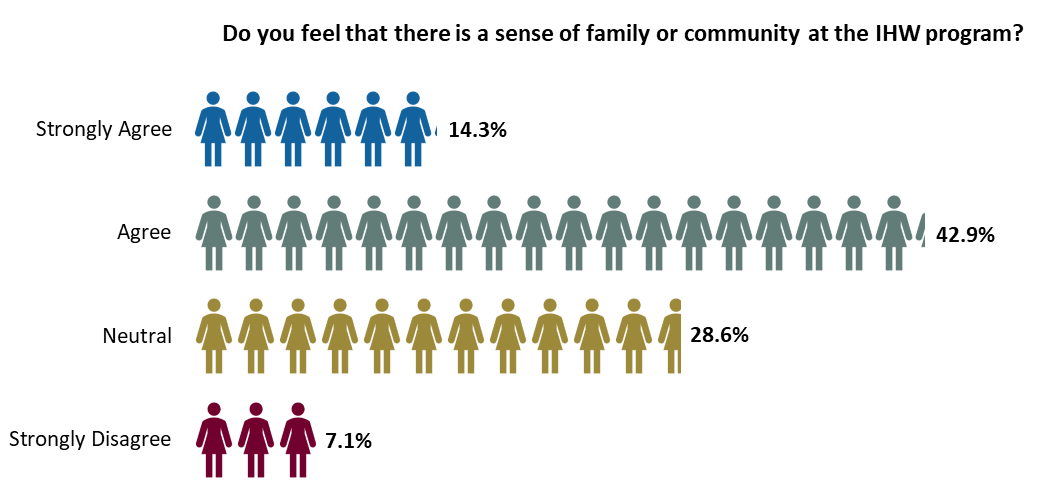 Do you feel that there is a sense of family or community at the IHW program?
Strongly Agree 14.3%
Agree 42.9%
Neutral 28.6%
Strongly Disagree 7.1%